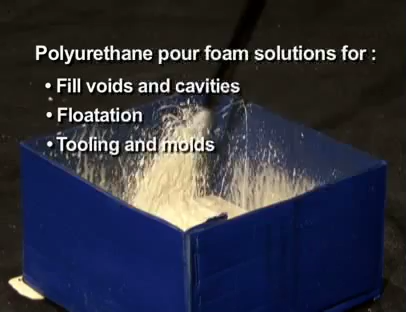 Polyurethane pour foam solutions for :
• Fill voids and cavities
• Floatation
• Tooling and molds